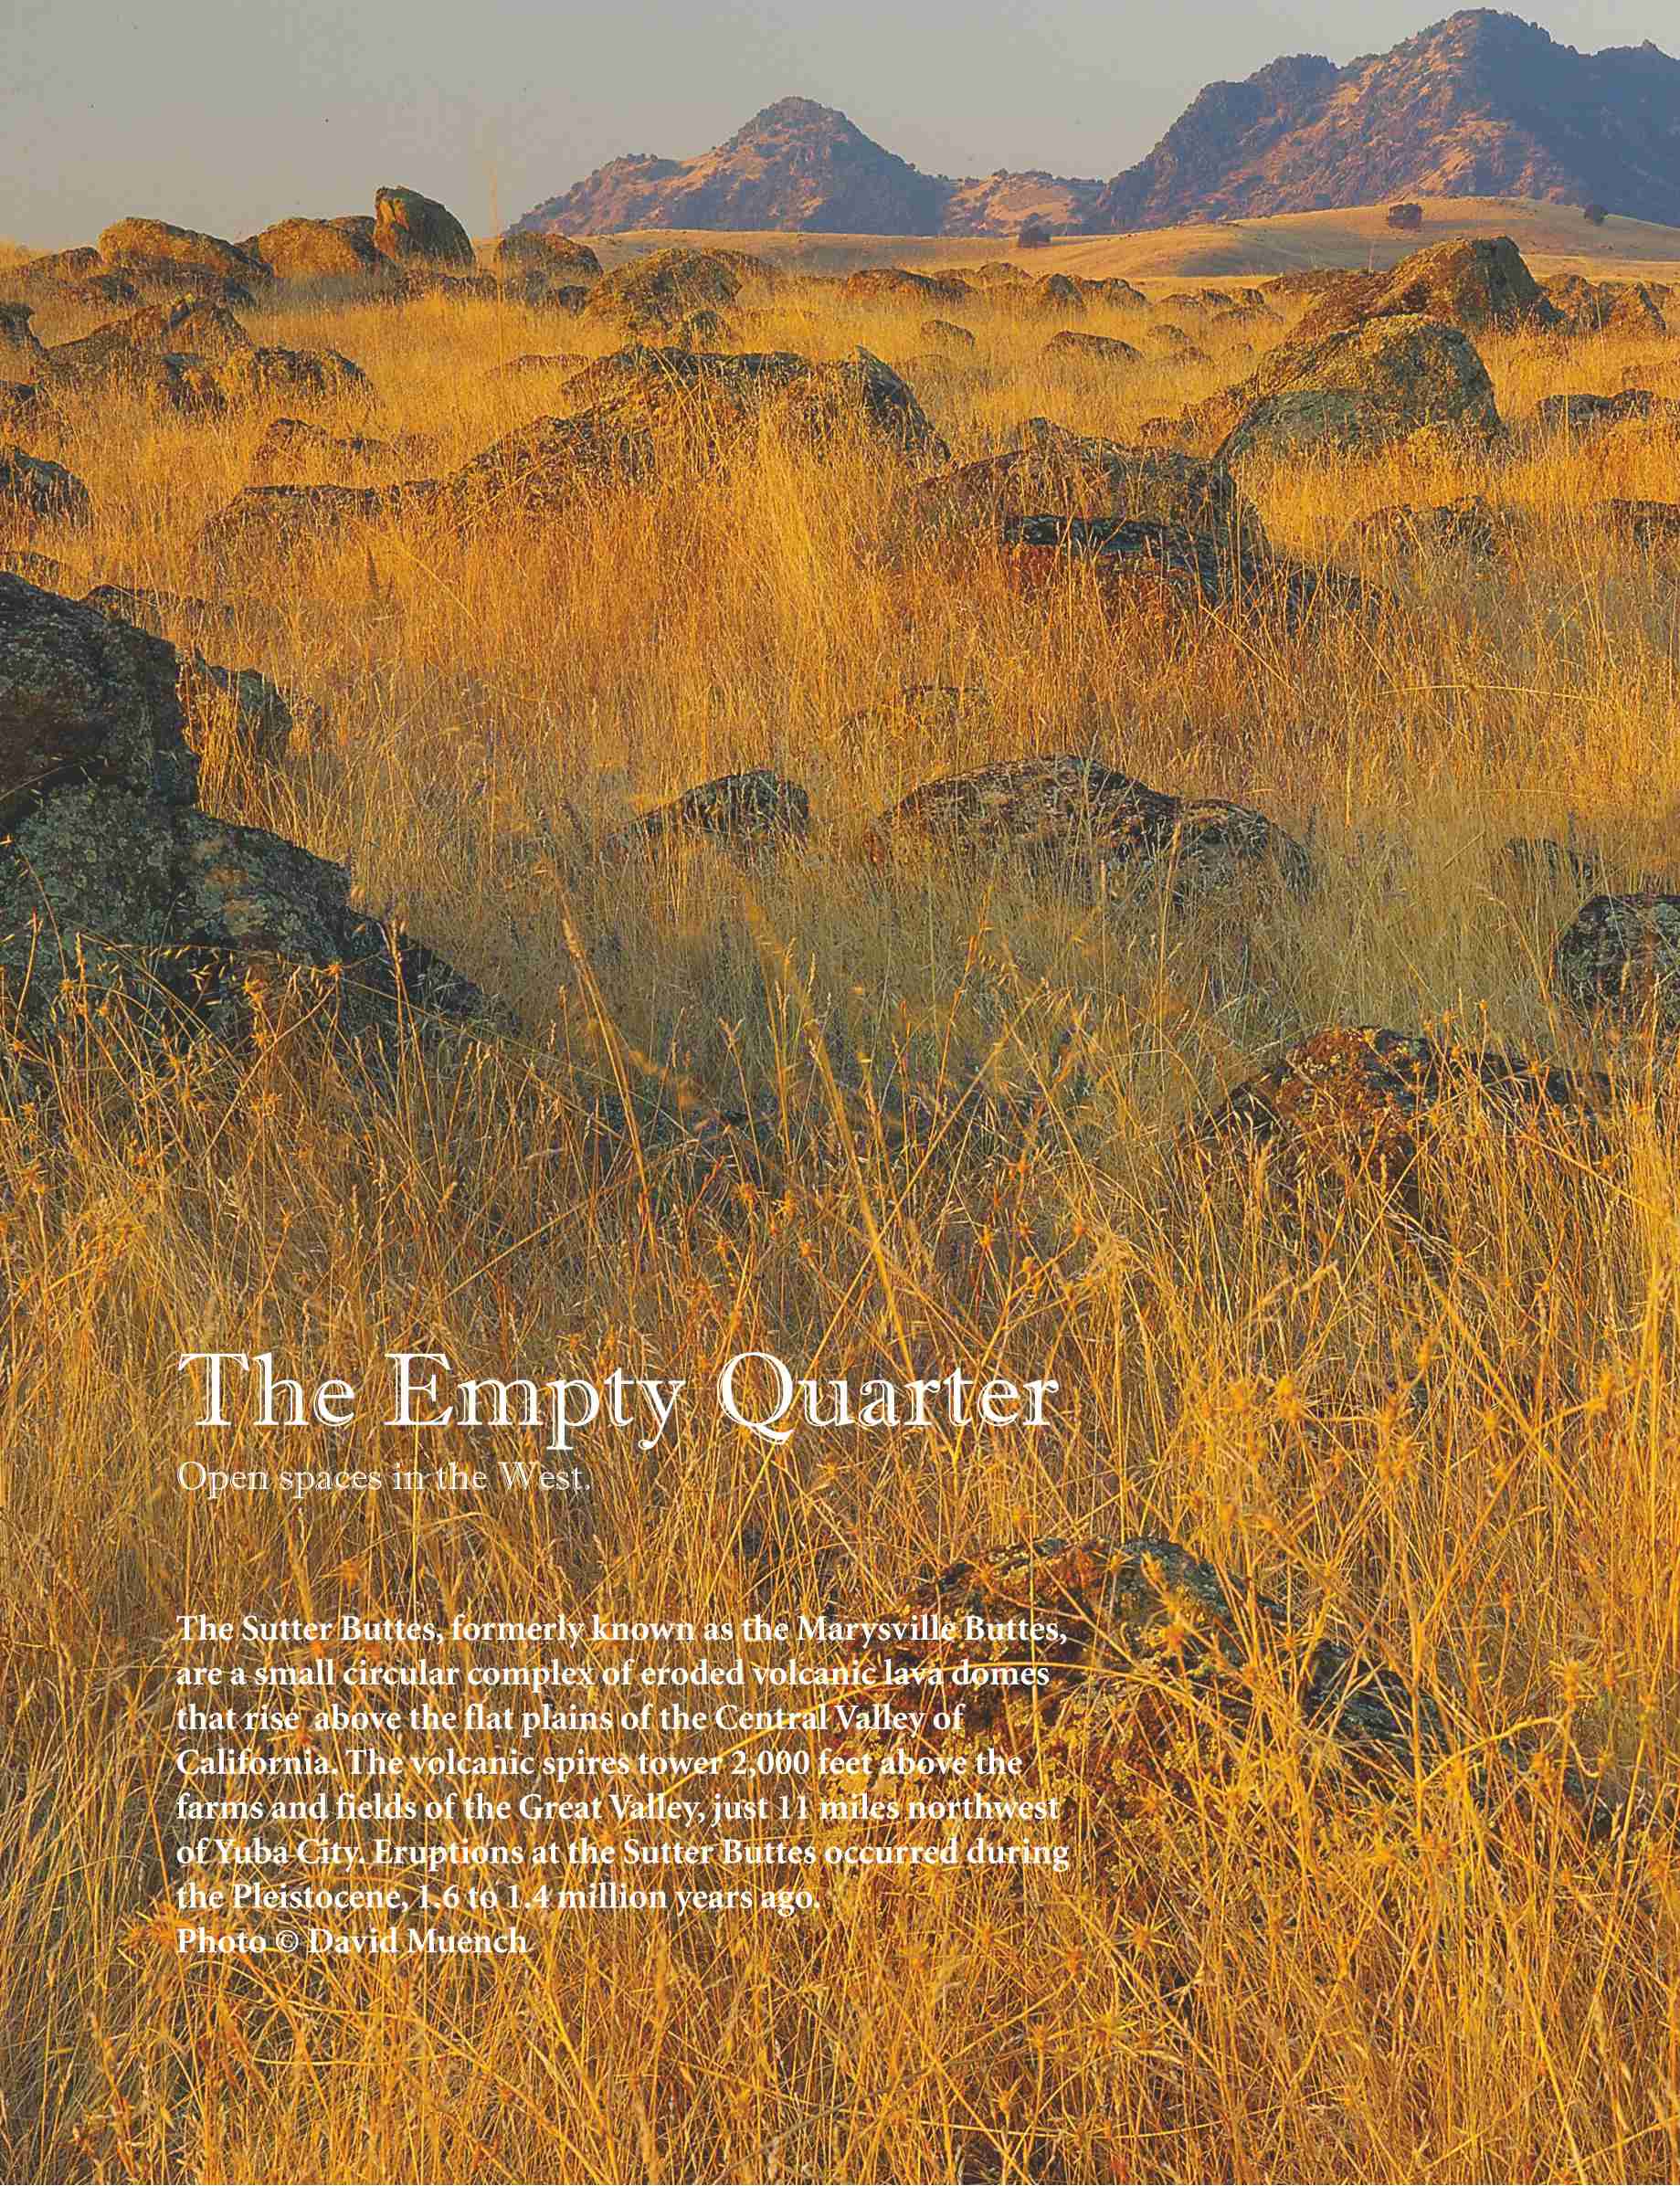 The Empty Quarter
Open spaces in the West.
The Sutter Buttes, formerly known as the Marysville Buttes,
are a small circular complex of eroded volcanic lava domes
that rise  above the flat plains of the Central Valley of
California. The volcanic spires tower 2,000 feet above the
farms and fields of the Great Valley, just 11 miles northwest
of Yuba City. Eruptions at the Sutter Buttes occurred during
the Pleistocene, 1.6 to 1.4 million years ago.
Photo © David Muench